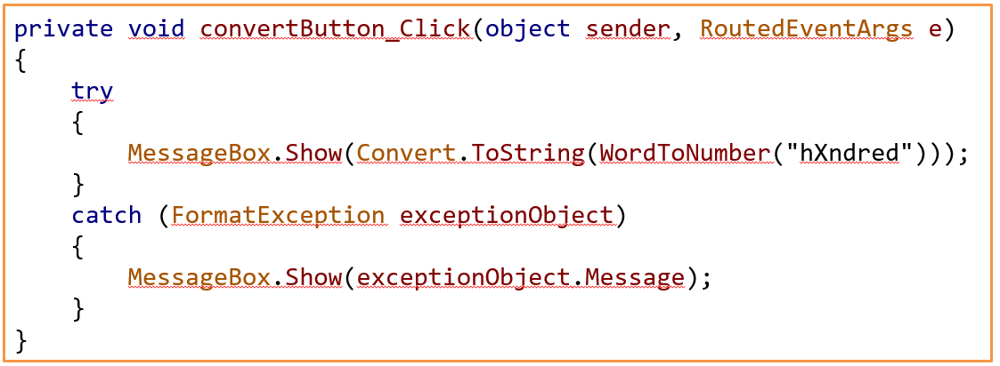 private void convertButton_Click(object sender, RoutedEventArgs e)
{
    try
    {
        MessageBox.Show(Convert.ToString(WordToNumber("hXndred")));
    }
    catch (FormatException exceptionObject)
    {
        MessageBox.Show(exceptionObject.Message);
    }
}